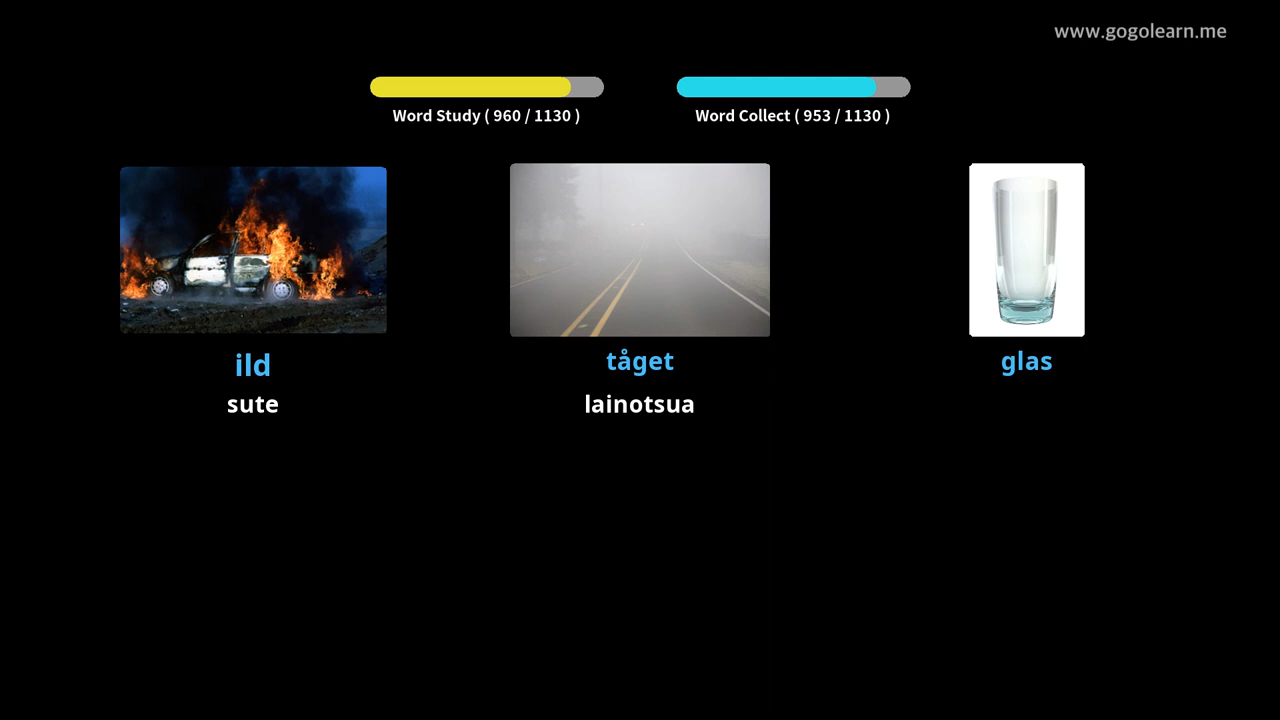 www.gogolearn.me
Word Study ( 960 / 1130 )
Word Collect ( 953 / 1130 )
ild
tåget
glas
sute
lainotsua